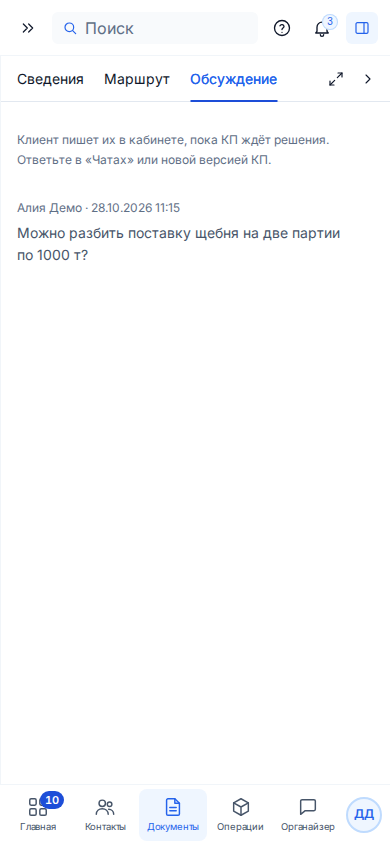 Поиск
3
Сведения Маршрут Обсуждение
Клиент пишет их в кабинете, пока КП ждёт решения.
Ответьте в «Чатах» или новой версией КП.
Алия Демо · 28.10.2026 11:15
Можно разбить поставку щебня на две партии
по 1000 т?
10
Главная Контакты Документы Операции Органайзер
ДД